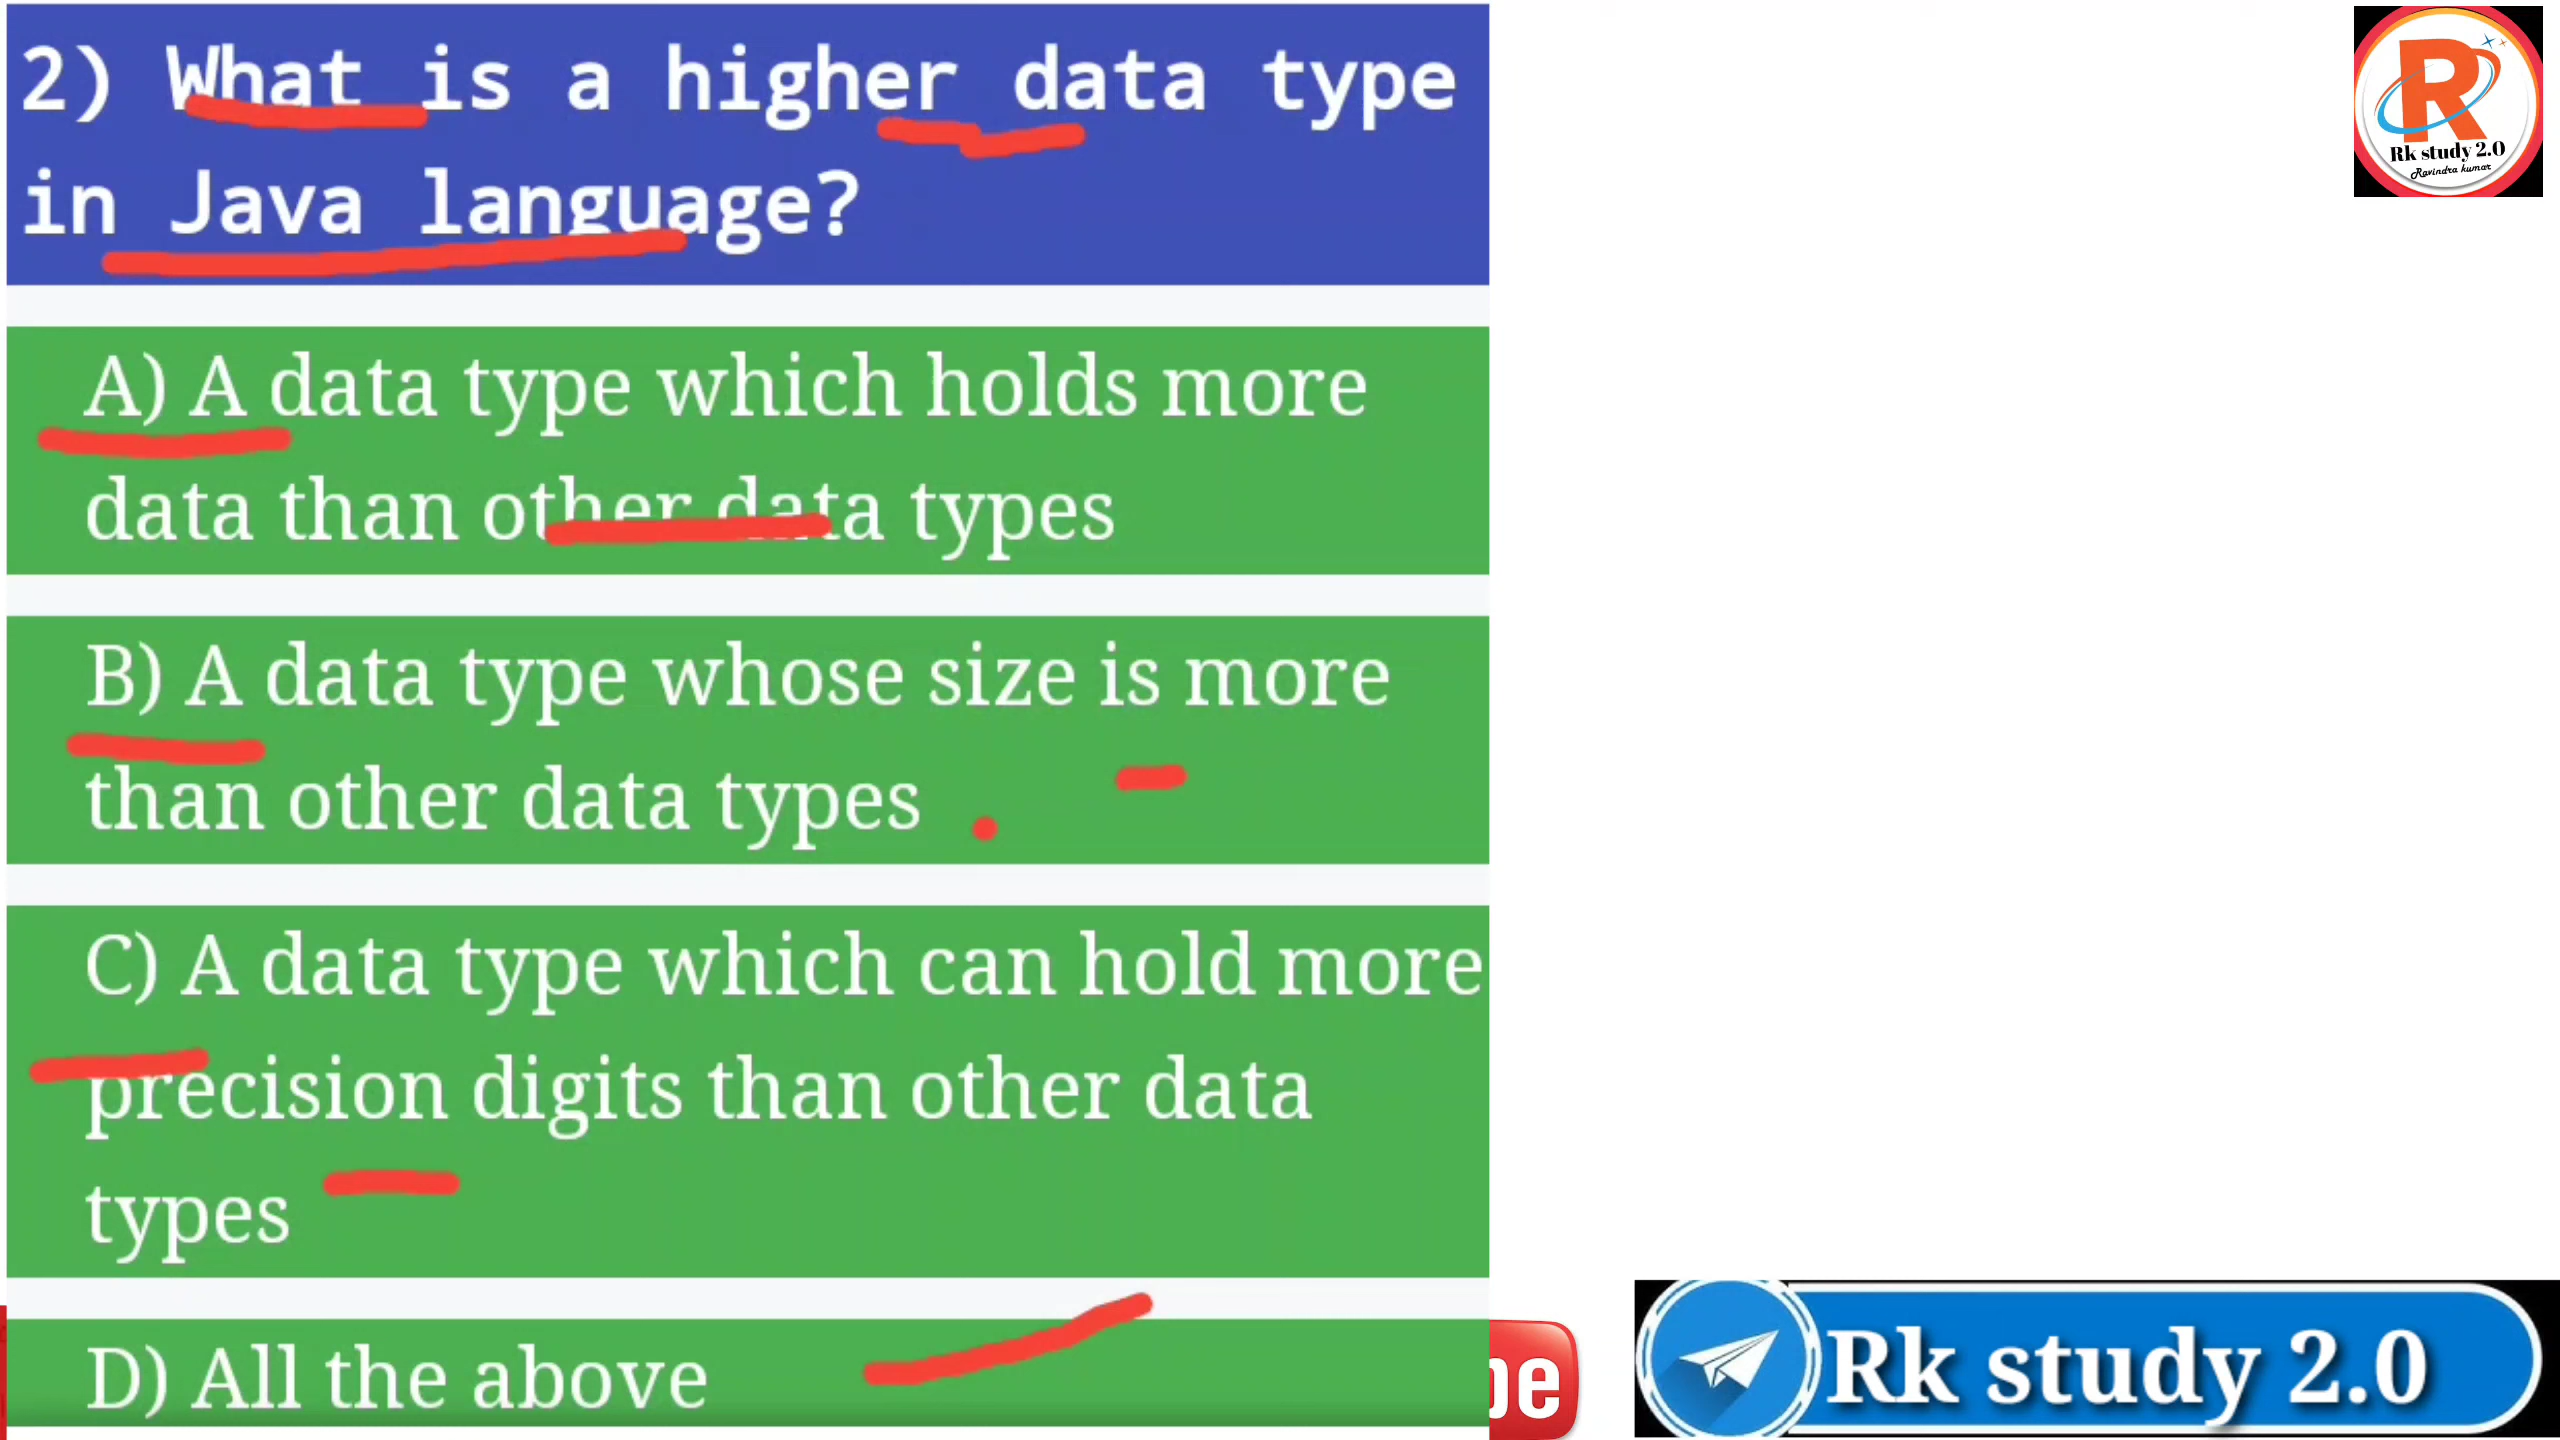 2) What is a higher data type
in Java language?
A) A data type which holds more
data than other data types
B) A data type whose size is more
than other data types
C) A data type which can hold more
precision digits than other data
types
D) All the above
Rk study 2.0
Ravindra kumar
be
Rk study 2.0